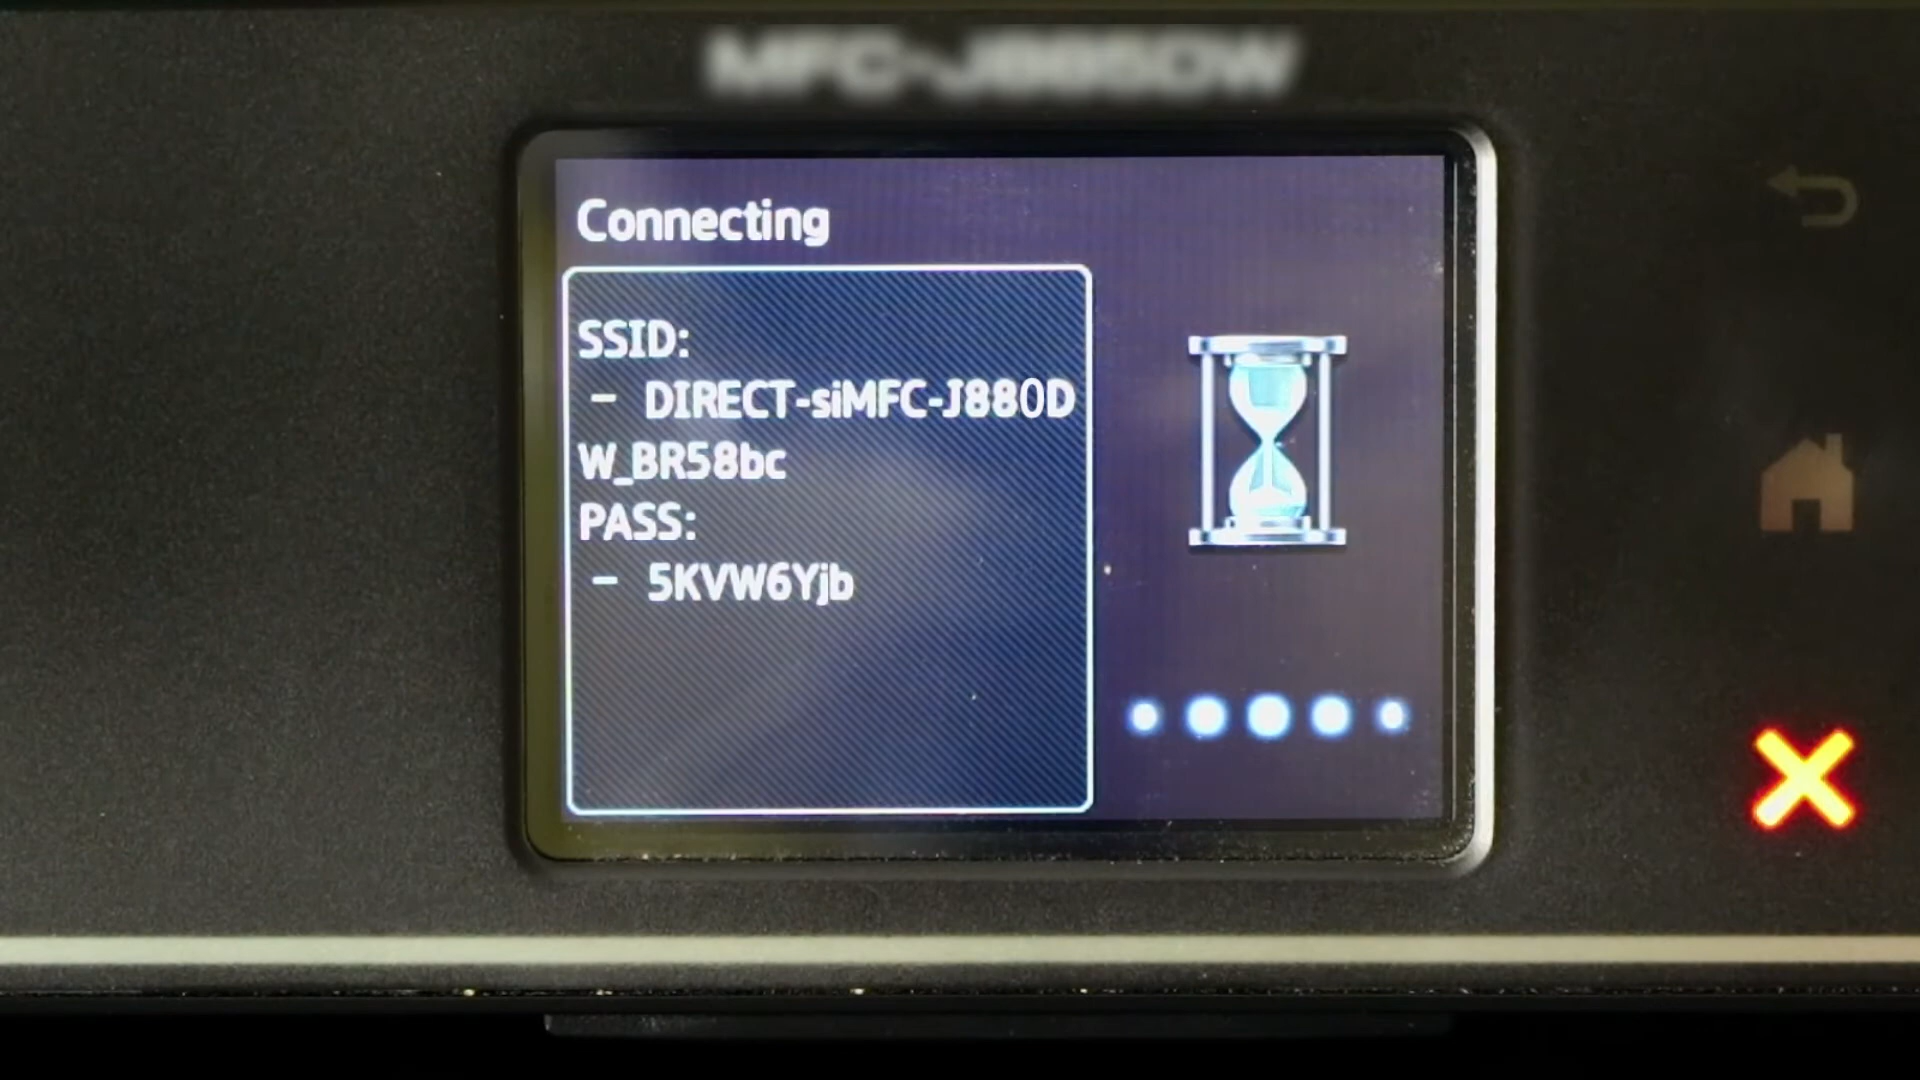 Connecting
SSID:
- DIRECT-siMFC-J880D
W_BR58bc
PASS:
- 5KVW6Yjb